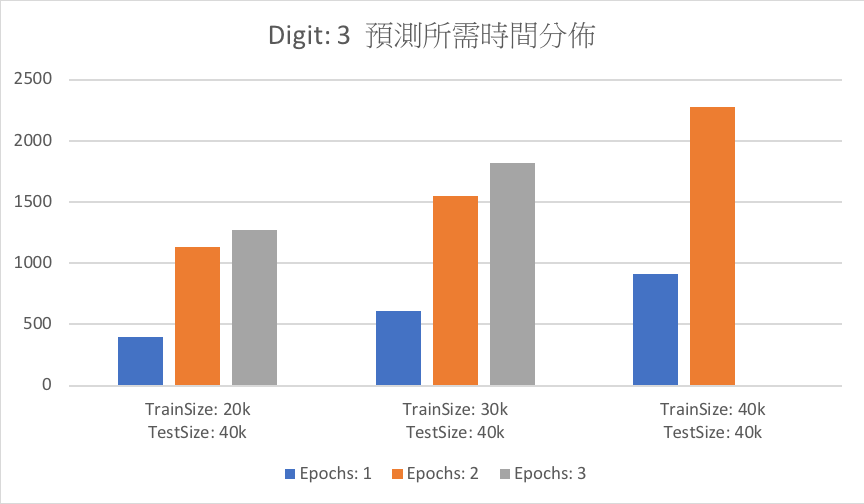 Digit: 3 預測所需時間分佈
2500
2000
1500
1000
500
0
TrainSize: 20k
TestSize: 40k
TrainSize: 30k
TestSize: 40k
TrainSize: 40k
TestSize: 40k
Epochs: 1
Epochs: 2
Epochs: 3